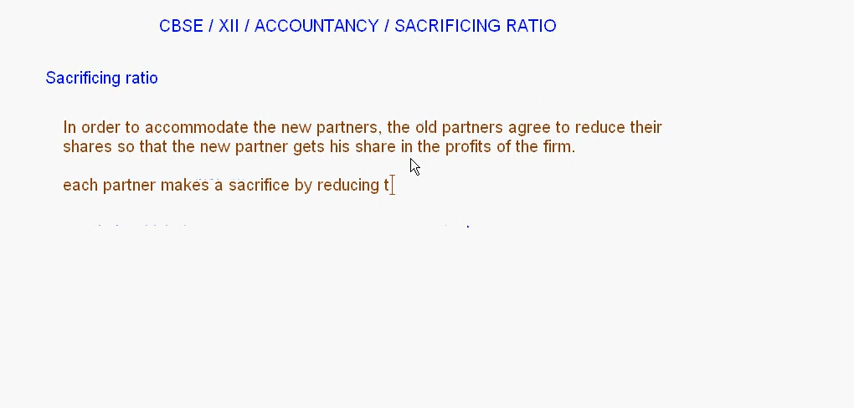 CBSE / XII / ACCOUNTANCY / SACRIFICING RATIO
Sacrificing ratio
In order to accommodate the new partners, the old partners agree to reduce their
shares so that the new partner gets his share in the profits of the firm.
each partner makes a sacrifice by reducing t